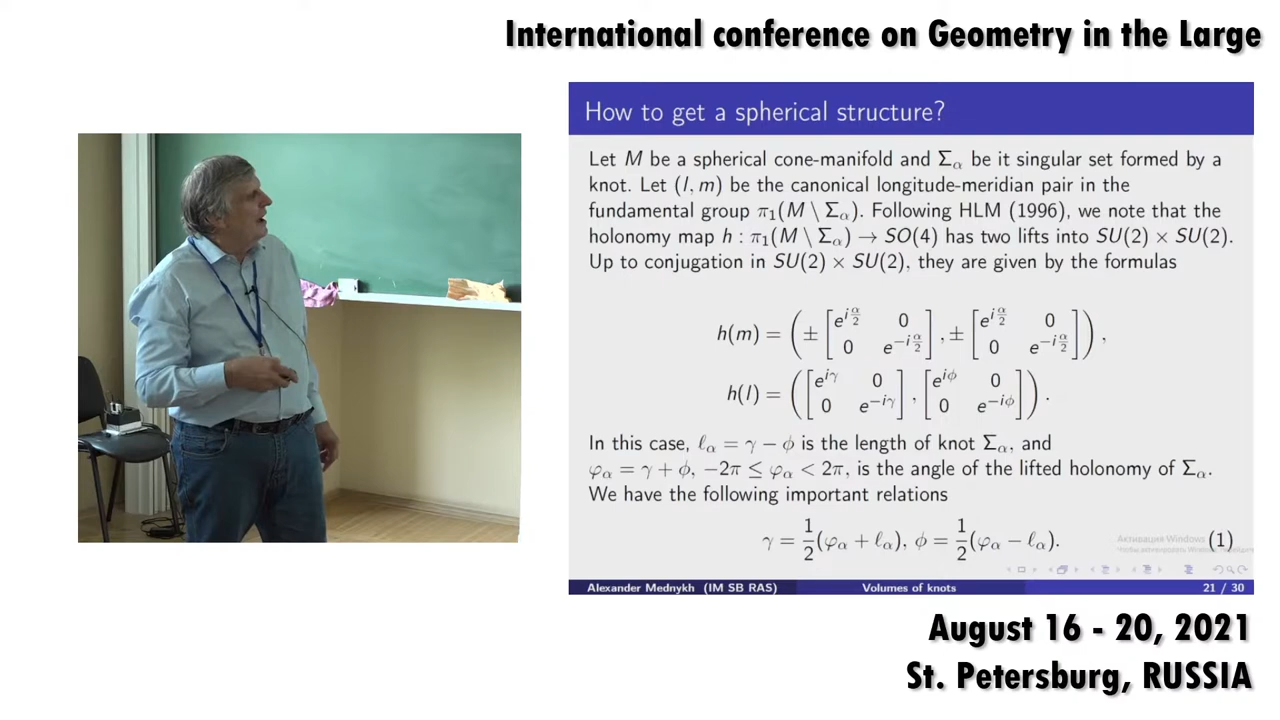 International conference on Geometry in the Large
How to get a spherical structure?
Let M be a spherical cone-manifold and Σ_α be it singular set formed by a
knot. Let (l, m) be the canonical longitude-meridian pair in the
fundamental group π₁(M \ Σ_α). Following HLM (1996), we note that the
holonomy map h : π₁(M \ Σ_α) → SO(4) has two lifts into SU(2) × SU(2).
Up to conjugation in SU(2) × SU(2), they are given by the formulas
h(m) = ( ± [ e^{i α/2} 0 ; 0 e^{−i α/2} ] , ± [ e^{i α/2} 0 ; 0 e^{−i α/2} ] ) ,
h(l) = ( [ e^{iγ} 0 ; 0 e^{−iγ} ] , [ e^{iϕ} 0 ; 0 e^{−iϕ} ] ) .
In this case, ℓ_α = γ − ϕ is the length of knot Σ_α, and
φ_α = γ + ϕ, −2π ≤ φ_α < 2π, is the angle of the lifted holonomy of Σ_α.
We have the following important relations
γ = 1/2 (φ_α + ℓ_α), ϕ = 1/2 (φ_α − ℓ_α). (1)
Активация Windows
Alexander Mednykh (IM SB RAS) Volumes of knots 21 / 30
August 16 - 20, 2021
St. Petersburg, RUSSIA